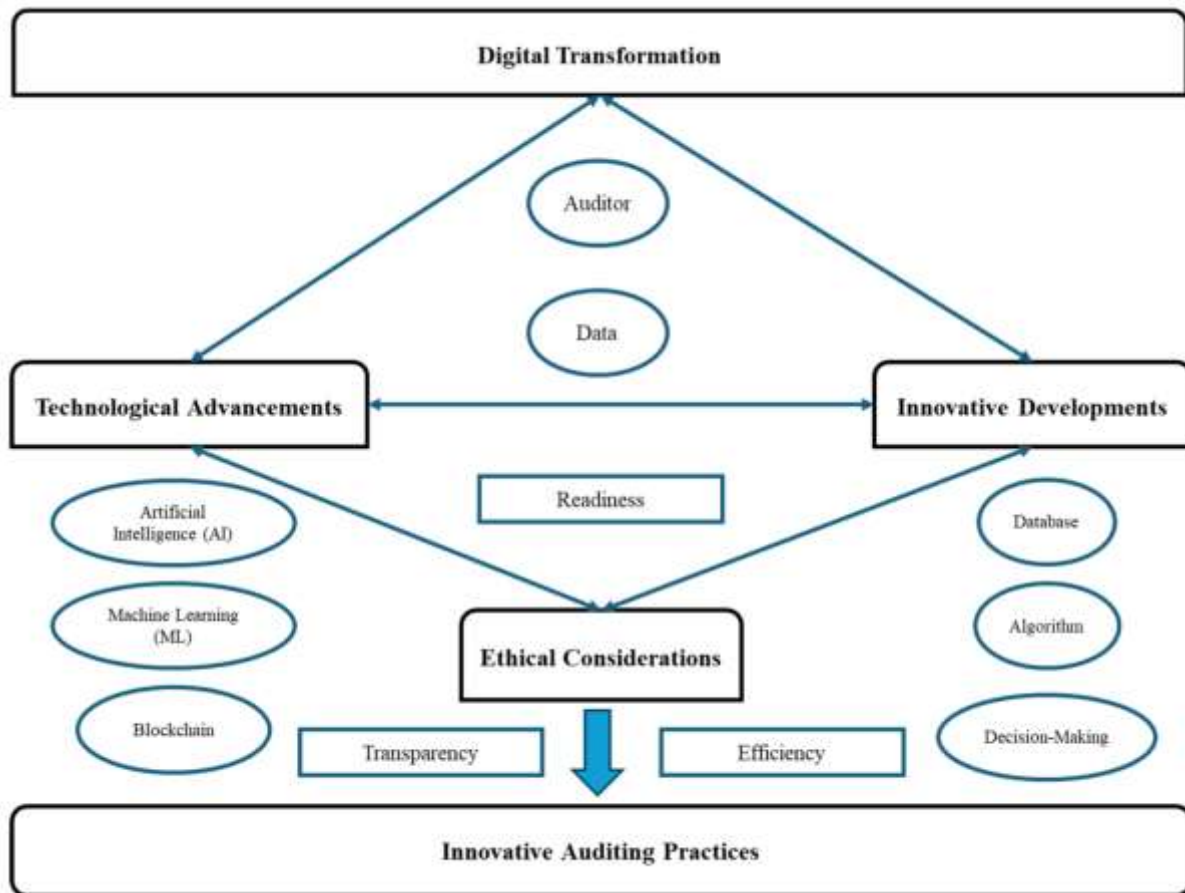 Digital Transformation
Auditor
Data
Technological Advancements
Innovative Developments
Readiness
Artificial
Intelligence (AI)
Database
Machine Learning
(ML)
Algorithm
Ethical Considerations
Blockchain
Transparency
Efficiency
Decision-Making
Innovative Auditing Practices